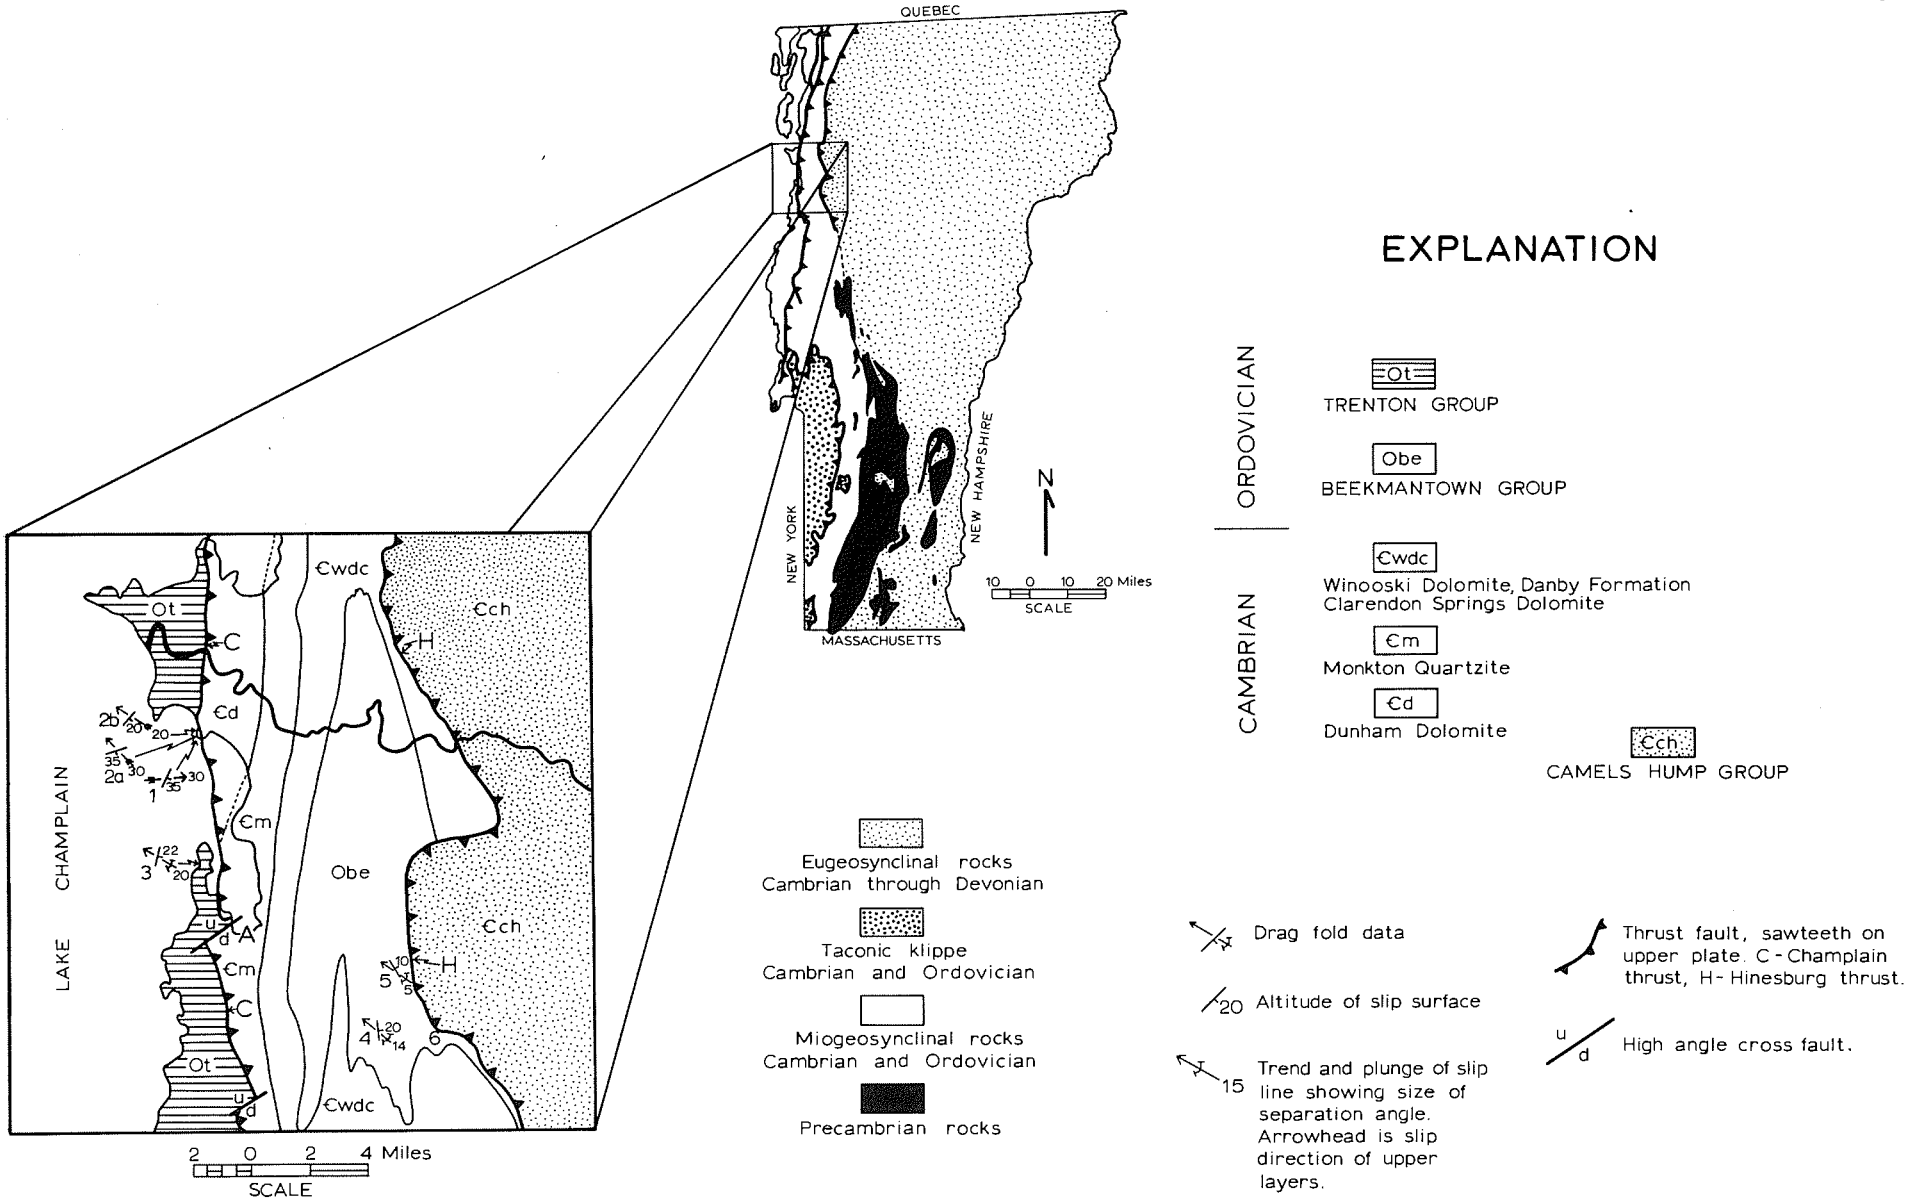 QUEBEC
NEW YORK
NEW HAMPSHIRE
MASSACHUSETTS
N
10 0 10 20 Miles
SCALE
Ꞓwdc
Ot
Ꞓch
C
H
Ꞓd
2b
20
20
35
30
2a
30
35
1
Ꞓm
22
3
20
Obe
u
d
A
Ꞓch
Ꞓm
10
H
5
5
C
20
4
14
6
Ot
u
d
Ꞓwdc
LAKE CHAMPLAIN
2 0 2 4 Miles
SCALE
EXPLANATION
ORDOVICIAN
Ot
TRENTON GROUP
Obe
BEEKMANTOWN GROUP
CAMBRIAN
Ꞓwdc
Winooski Dolomite, Danby Formation
Clarendon Springs Dolomite
Ꞓm
Monkton Quartzite
Ꞓd
Dunham Dolomite
Ꞓch
CAMELS HUMP GROUP
Eugeosynclinal rocks
Cambrian through Devonian
Taconic klippe
Cambrian and Ordovician
Miogeosynclinal rocks
Cambrian and Ordovician
Precambrian rocks
Drag fold data
20 Altitude of slip surface
15
Trend and plunge of slip
line showing size of
separation angle.
Arrowhead is slip
direction of upper
layers.
Thrust fault, sawteeth on
upper plate. C-Champlain
thrust, H-Hinesburg thrust.
u
d
High angle cross fault.